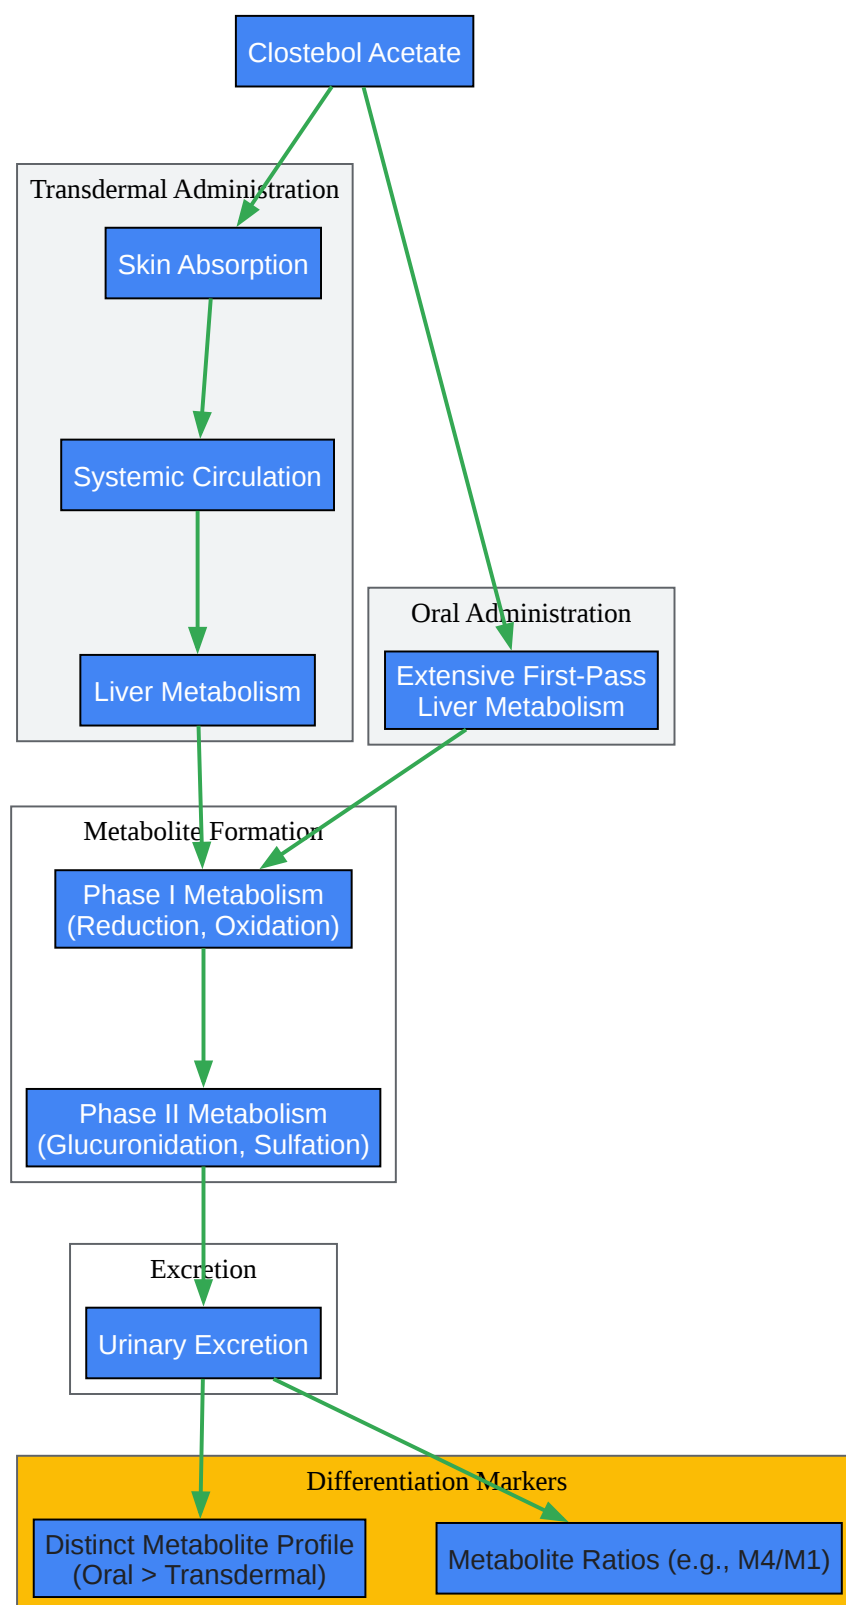 Clostebol Acetate
Transdermal Administration
Skin Absorption
Systemic Circulation
Liver Metabolism
Oral Administration
Extensive First-Pass
Liver Metabolism
Metabolite Formation
Phase I Metabolism
(Reduction, Oxidation)
Phase II Metabolism
(Glucuronidation, Sulfation)
Excretion
Urinary Excretion
Differentiation Markers
Distinct Metabolite Profile
(Oral > Transdermal)
Metabolite Ratios (e.g., M4/M1)